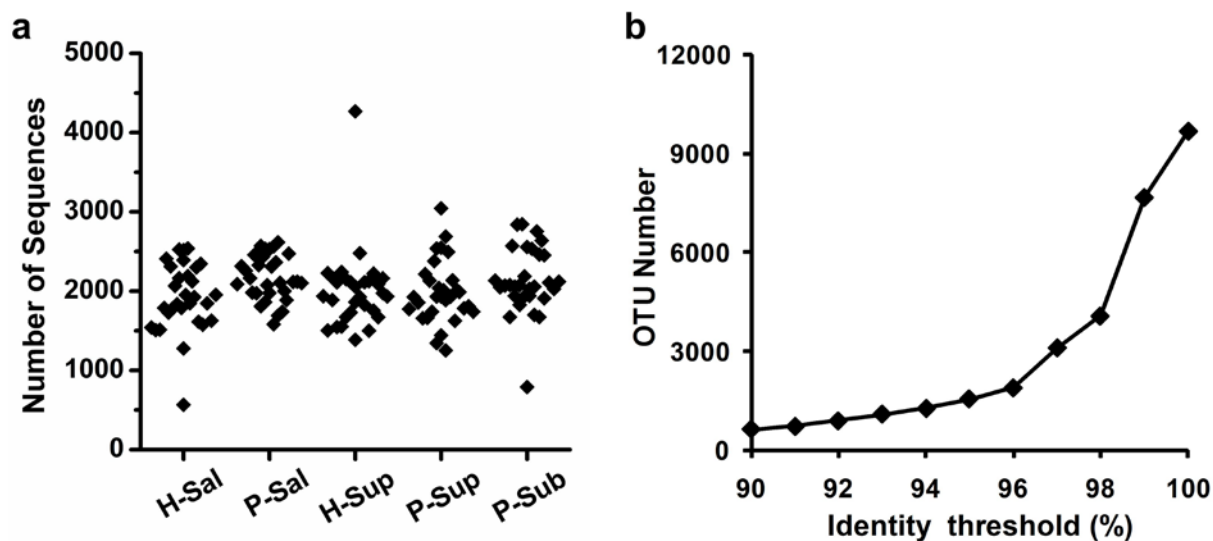 a
Number of Sequences
5000
4000
3000
2000
1000
0
H-Sal
P-Sal
H-Sup
P-Sup
P-Sub
b
OTU Number
12000
9000
6000
3000
0
90
92
94
96
98
100
Identity threshold (%)